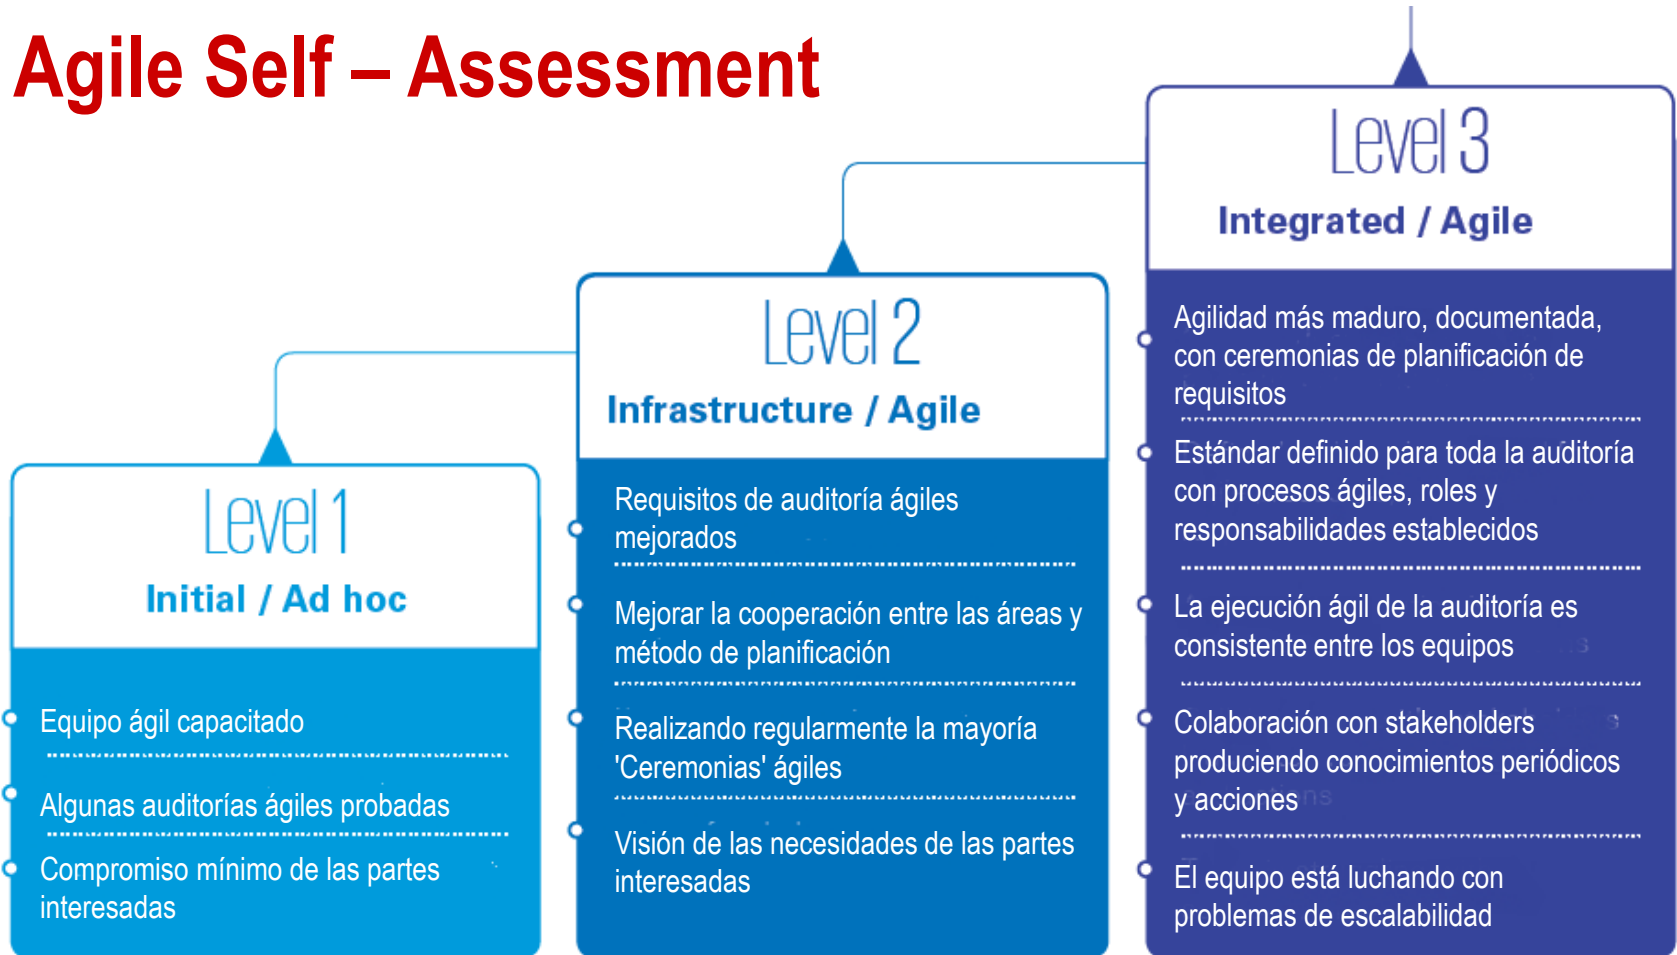 Agile Self – Assessment
Level 1
Initial / Ad hoc
Equipo ágil capacitado
Algunas auditorías ágiles probadas
Compromiso mínimo de las partes
interesadas
Level 2
Infrastructure / Agile
Requisitos de auditoría ágiles
mejorados
Mejorar la cooperación entre las áreas y
método de planificación
Realizando regularmente la mayoría
'Ceremonias' ágiles
Visión de las necesidades de las partes
interesadas
Level 3
Integrated / Agile
Agilidad más maduro, documentada,
con ceremonias de planificación de
requisitos
Estándar definido para toda la auditoría
con procesos ágiles, roles y
responsabilidades establecidos
La ejecución ágil de la auditoría es
consistente entre los equipos
Colaboración con stakeholders
produciendo conocimientos periódicos
y acciones
El equipo está luchando con
problemas de escalabilidad